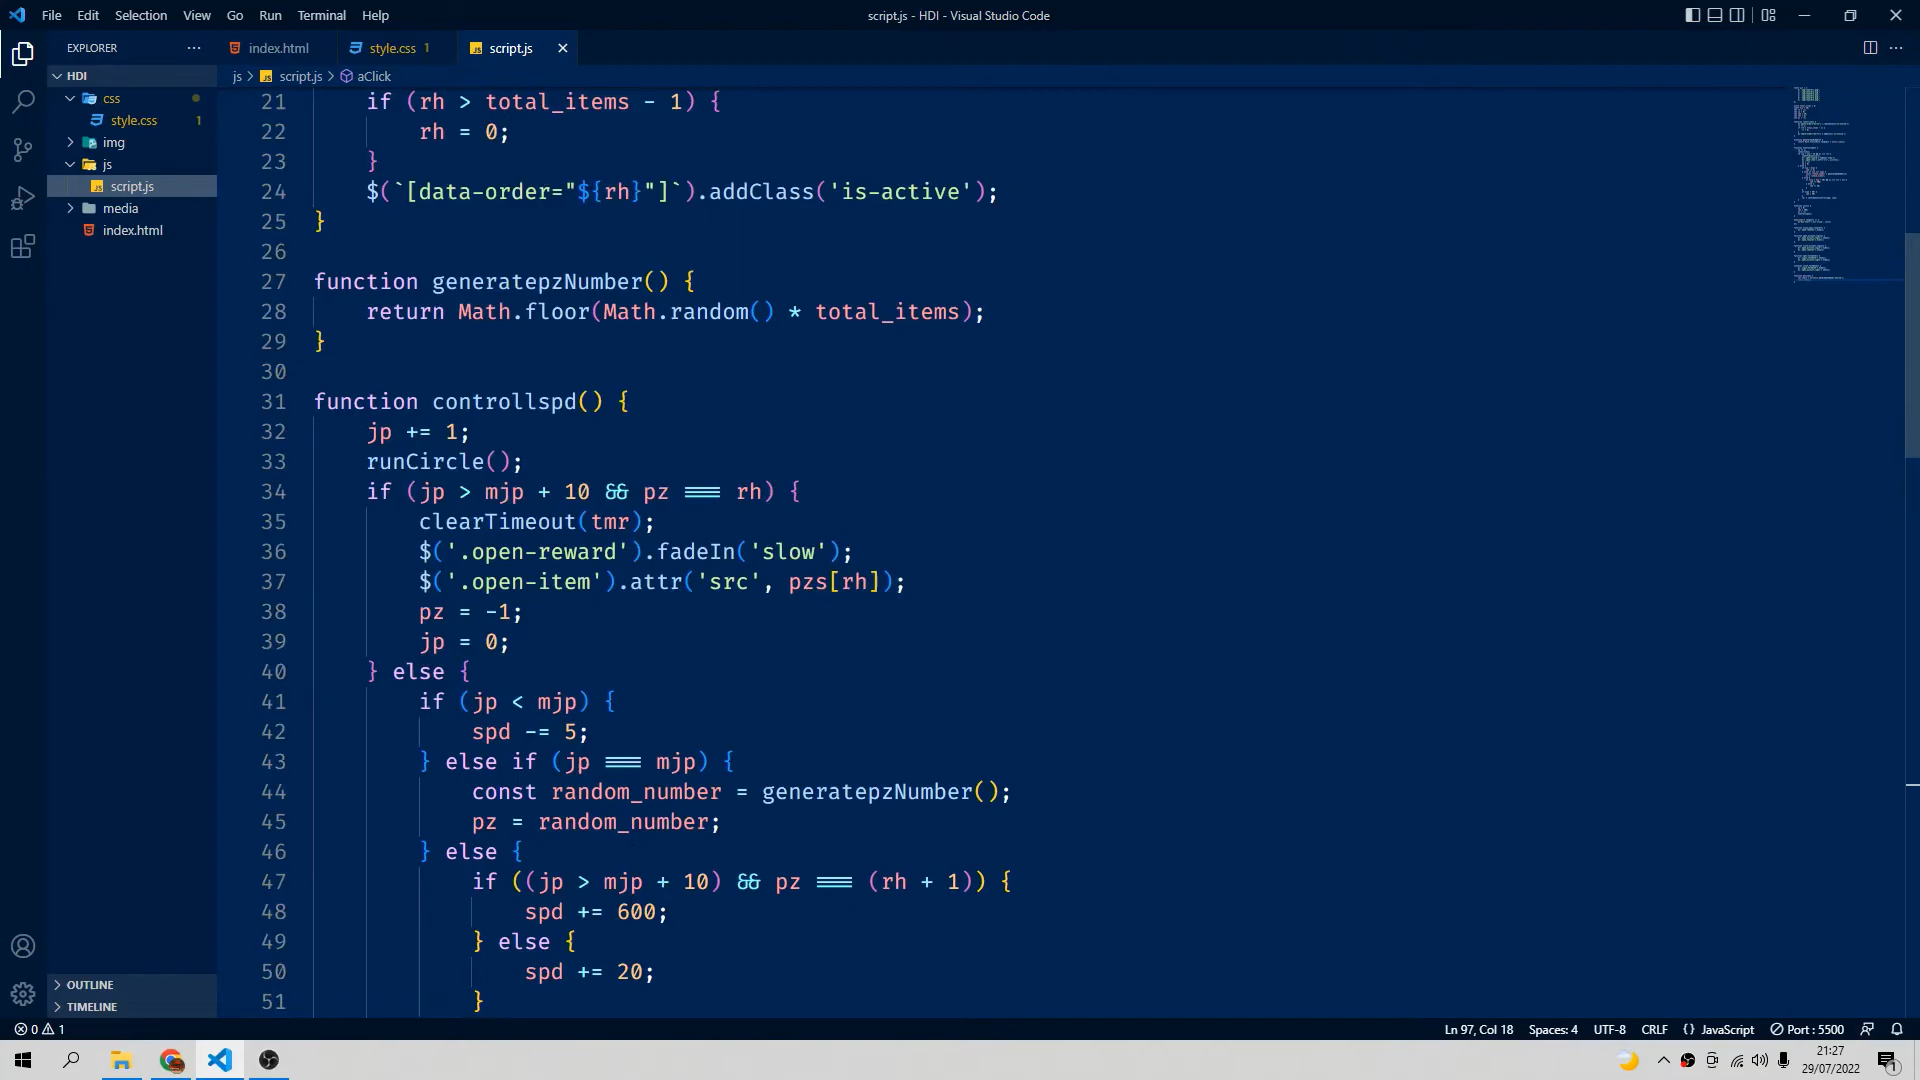 File Edit Selection View Go Run Terminal Help
script.js - HDI - Visual Studio Code
EXPLORER
index.html
style.css 1
script.js
HDI
js > script.js > aClick
css
style.css 1
img
js
script.js
media
index.html
21 if (rh > total_items - 1) {
22 rh = 0;
23 }
24 $(`[data-order="${rh}"]`).addClass('is-active');
25 }
26
27 function generatepzNumber() {
28 return Math.floor(Math.random() * total_items);
29 }
30
31 function controllspd() {
32 jp += 1;
33 runCircle();
34 if (jp > mjp + 10 && pz === rh) {
35 clearTimeout(tmr);
36 $('.open-reward').fadeIn('slow');
37 $('.open-item').attr('src', pzs[rh]);
38 pz = -1;
39 jp = 0;
40 } else {
41 if (jp < mjp) {
42 spd -= 5;
43 } else if (jp === mjp) {
44 const random_number = generatepzNumber();
45 pz = random_number;
46 } else {
47 if ((jp > mjp + 10) && pz === (rh + 1)) {
48 spd += 600;
49 } else {
50 spd += 20;
51 }
OUTLINE
TIMELINE
0 1
Ln 97, Col 18 Spaces: 4 UTF-8 CRLF {} JavaScript Port : 5500
21:27
29/07/2022
1